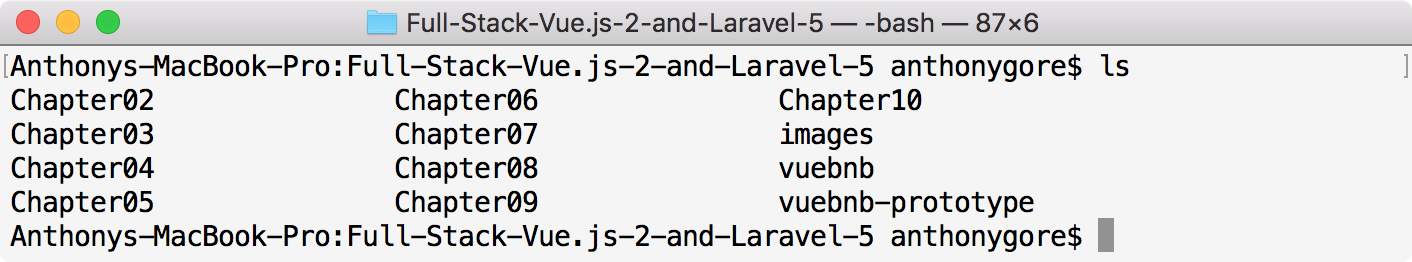 Full-Stack-Vue.js-2-and-Laravel-5 — -bash — 87×6
[Anthonys-MacBook-Pro:Full-Stack-Vue.js-2-and-Laravel-5 anthonygore$ ls ]
Chapter02 Chapter06 Chapter10
Chapter03 Chapter07 images
Chapter04 Chapter08 vuebnb
Chapter05 Chapter09 vuebnb-prototype
Anthonys-MacBook-Pro:Full-Stack-Vue.js-2-and-Laravel-5 anthonygore$